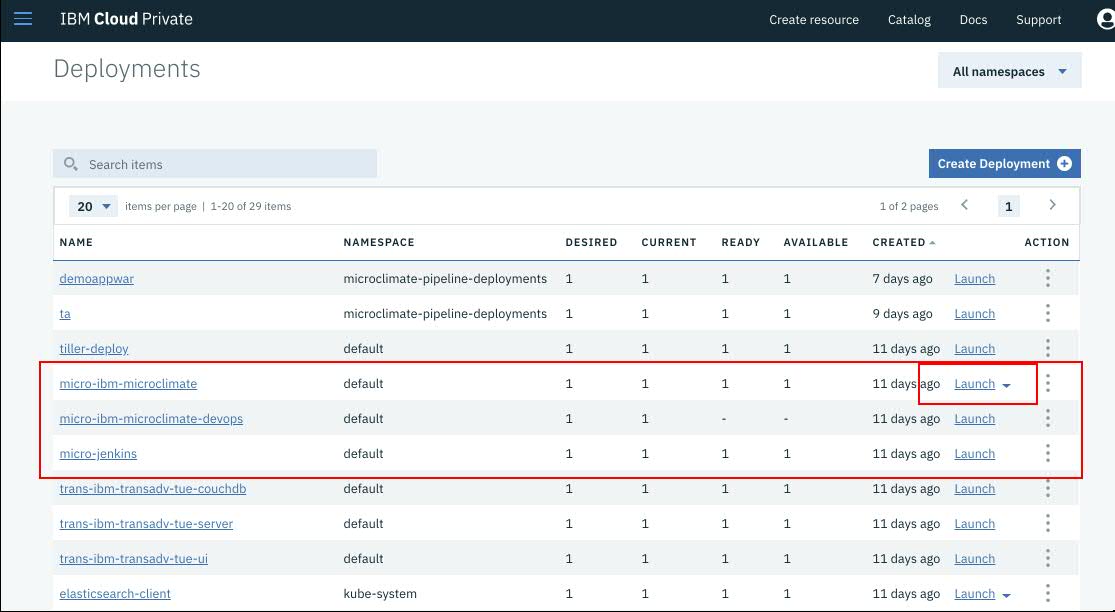 IBM Cloud Private Create resource Catalog Docs Support
Deployments All namespaces
Search items Create Deployment
20 items per page | 1-20 of 29 items 1 of 2 pages 1
NAME NAMESPACE DESIRED CURRENT READY AVAILABLE CREATED ACTION
demoappwar microclimate-pipeline-deployments 1 1 1 1 7 days ago Launch
ta microclimate-pipeline-deployments 1 1 1 1 9 days ago Launch
tiller-deploy default 1 1 1 1 11 days ago Launch
micro-ibm-microclimate default 1 1 1 1 11 days ago Launch
micro-ibm-microclimate-devops default 1 1 - - 11 days ago Launch
micro-jenkins default 1 1 1 1 11 days ago Launch
trans-ibm-transadv-tue-couchdb default 1 1 1 1 11 days ago Launch
trans-ibm-transadv-tue-server default 1 1 1 1 11 days ago Launch
trans-ibm-transadv-tue-ui default 1 1 1 1 11 days ago Launch
elasticsearch-client kube-system 1 1 1 1 11 days ago Launch